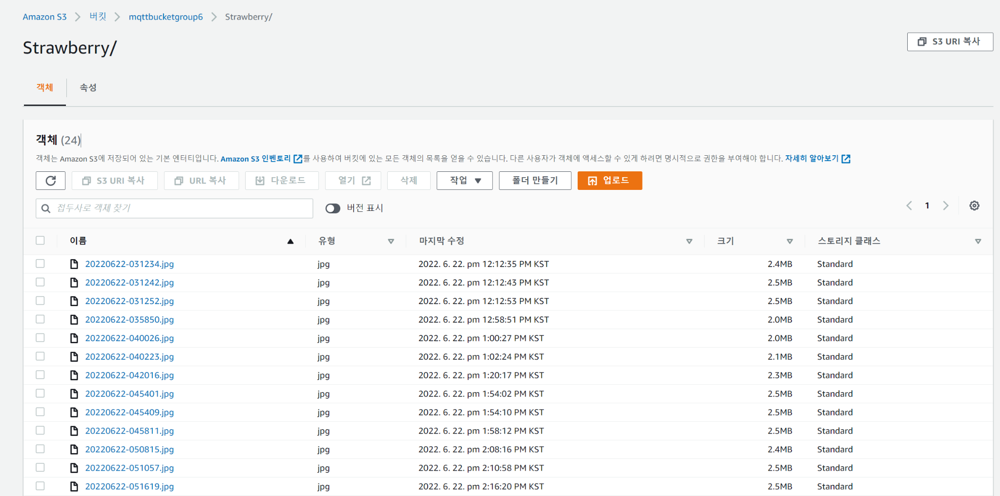 Amazon S3 > 버킷 > mqttbucketgroup6 > Strawberry/
Strawberry/
S3 URI 복사
객체 속성
객체 (24)
객체는 Amazon S3에 저장되어 있는 기본 엔터티입니다. Amazon S3 인벤토리를 사용하여 버킷에 있는 모든 객체의 목록을 얻을 수 있습니다. 다른 사용자가 객체에 액세스할 수 있게 하려면 명시적으로 권한을 부여해야 합니다. 자세히 알아보기
S3 URI 복사 URL 복사 다운로드 열기 삭제 작업 폴더 만들기 업로드
접두사로 객체 찾기 버전 표시 1
이름 유형 마지막 수정 크기 스토리지 클래스
20220622-031234.jpg jpg 2022. 6. 22. pm 12:12:35 PM KST 2.4MB Standard
20220622-031242.jpg jpg 2022. 6. 22. pm 12:12:43 PM KST 2.5MB Standard
20220622-031252.jpg jpg 2022. 6. 22. pm 12:12:53 PM KST 2.5MB Standard
20220622-035850.jpg jpg 2022. 6. 22. pm 12:58:51 PM KST 2.0MB Standard
20220622-040026.jpg jpg 2022. 6. 22. pm 1:00:27 PM KST 2.0MB Standard
20220622-040223.jpg jpg 2022. 6. 22. pm 1:02:24 PM KST 2.1MB Standard
20220622-042016.jpg jpg 2022. 6. 22. pm 1:20:17 PM KST 2.3MB Standard
20220622-045401.jpg jpg 2022. 6. 22. pm 1:54:02 PM KST 2.5MB Standard
20220622-045409.jpg jpg 2022. 6. 22. pm 1:54:10 PM KST 2.5MB Standard
20220622-045811.jpg jpg 2022. 6. 22. pm 1:58:12 PM KST 2.5MB Standard
20220622-050815.jpg jpg 2022. 6. 22. pm 2:08:16 PM KST 2.4MB Standard
20220622-051057.jpg jpg 2022. 6. 22. pm 2:10:58 PM KST 2.5MB Standard
20220622-051619.jpg jpg 2022. 6. 22. pm 2:16:20 PM KST 2.5MB Standard